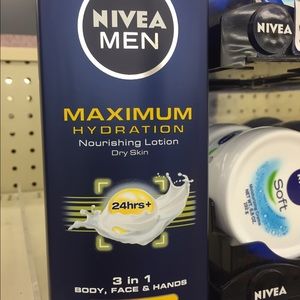 NIVEA
MEN
MAXIMUM
HYDRATION
Nourishing Lotion
Dry Skin
24hrs+
3 in 1
BODY, FACE & HANDS
NIVEA
Soft
NIVEA